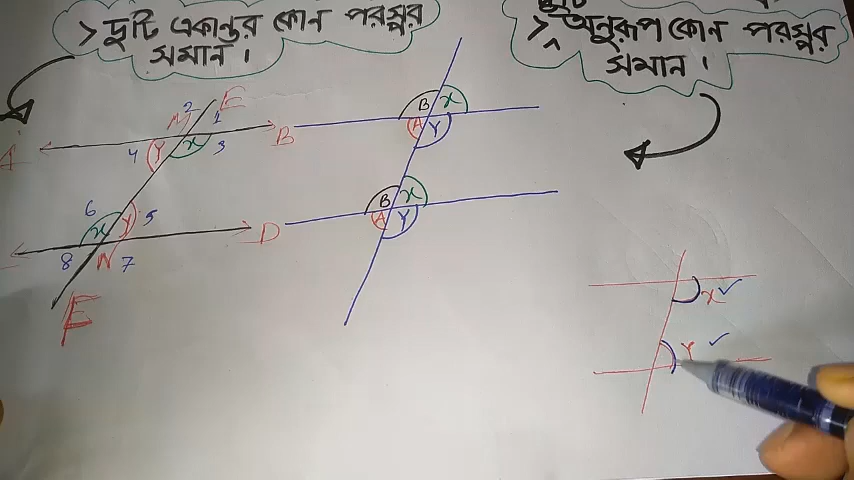 > দুটি একান্তর কোন পরস্পর
সমান ।
দুটি
> অনুরূপ কোন পরস্পর
সমান ।
M 2 E
1
A 4 Y x 3 B
6 x Y 5
8 N 7 D
E
B x
A Y
B x
A Y
x ✓
Y ✓